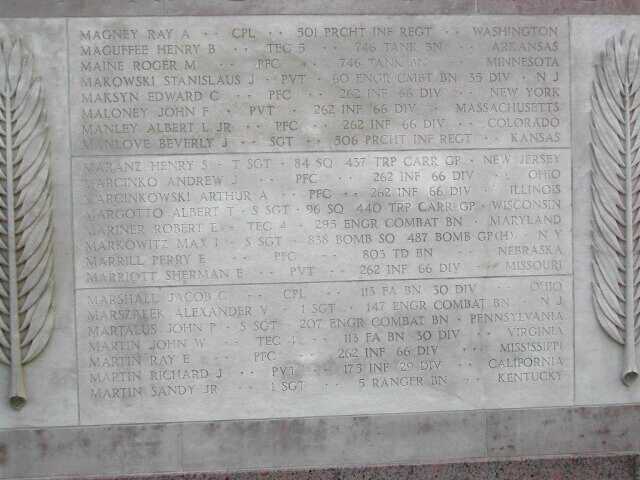 MAGNEY RAY A · · CPL · · 501 PRCHT INF REGT · · WASHINGTON
MAGUFFEE HENRY B · · TEC 5 · · 746 TANK BN · · ARKANSAS
MAINE ROGER M · · PFC · · 746 TANK BN · · MINNESOTA
MAKOWSKI STANISLAUS J · PVT · 60 ENGR CMBT BN · 35 DIV · N J
MAKSYN EDWARD C · · PFC · · 262 INF 66 DIV · · NEW YORK
MALONEY JOHN F · PVT · 262 INF 66 DIV · MASSACHUSETTS
MANLEY ALBERT L JR · · PFC · · 262 INF 66 DIV · · COLORADO
MANLOVE BEVERLY J · · SGT · · 506 PRCHT INF REGT · · KANSAS
MARANZ HENRY S · T SGT · 84 SQ 437 TRP CARR GP · NEW JERSEY
MARCINKO ANDREW J · · PFC · · 262 INF 66 DIV · · OHIO
MARCINKOWSKI ARTHUR A · · PFC · · 262 INF 66 DIV · ILLINOIS
MARGOTTO ALBERT T · S SGT · 96 SQ 440 TRP CARR GP · WISCONSIN
MARINER ROBERT E · TEC 4 · · 295 ENGR COMBAT BN · MARYLAND
MARKOWITZ MAX I · S SGT · 838 BOMB SQ 487 BOMB GP(H) · N Y
MARRILL PERRY E · · PFC · · 803 TD BN · · NEBRASKA
MARRIOTT SHERMAN E · · PVT · · 262 INF 66 DIV · · MISSOURI
MARSHALL JACOB C · · CPL · · 113 FA BN 30 DIV · · OHIO
MARSZALEK ALEXANDER V · 1 SGT · 147 ENGR COMBAT BN · N J
MARTALUS JOHN P · S SGT · 207 ENGR COMBAT BN · PENNSYLVANIA
MARTIN JOHN W · · TEC 4 · · 113 FA BN 30 DIV · · VIRGINIA
MARTIN RAY E · · PFC · · 262 INF 66 DIV · · MISSISSIPPI
MARTIN RICHARD J · · PVT · · 175 INF 29 DIV · · CALIFORNIA
MARTIN SANDY JR · · 1 SGT · · 5 RANGER BN · · KENTUCKY